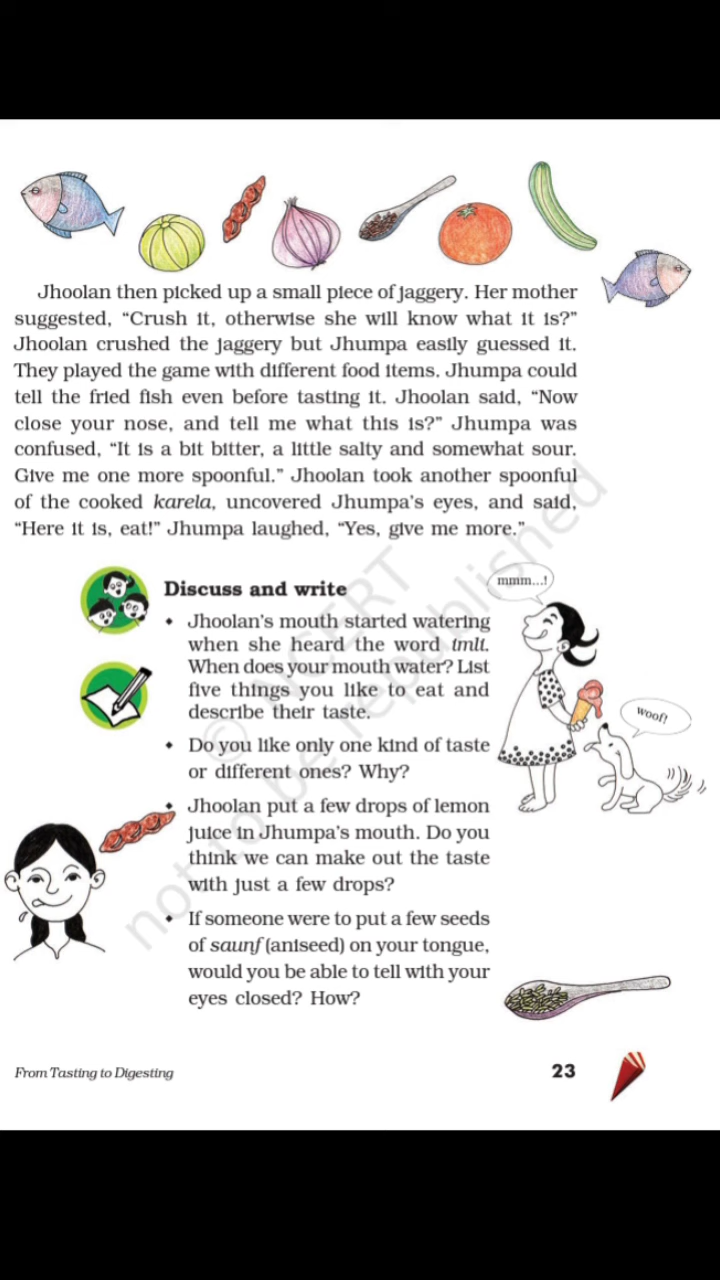 Jhoolan then picked up a small piece of jaggery. Her mother
suggested, “Crush it, otherwise she will know what it is?”
Jhoolan crushed the jaggery but Jhumpa easily guessed it.
They played the game with different food items. Jhumpa could
tell the fried fish even before tasting it. Jhoolan said, “Now
close your nose, and tell me what this is?” Jhumpa was
confused, “It is a bit bitter, a little salty and somewhat sour.
Give me one more spoonful.” Jhoolan took another spoonful
of the cooked karela, uncovered Jhumpa’s eyes, and said,
“Here it is, eat!” Jhumpa laughed, “Yes, give me more.”
Discuss and write
• Jhoolan’s mouth started watering
when she heard the word imli.
When does your mouth water? List
five things you like to eat and
describe their taste.
• Do you like only one kind of taste
or different ones? Why?
• Jhoolan put a few drops of lemon
juice in Jhumpa’s mouth. Do you
think we can make out the taste
with just a few drops?
• If someone were to put a few seeds
of saunf (aniseed) on your tongue,
would you be able to tell with your
eyes closed? How?
mmm...!
woof!
© NCERT
not to be republished
From Tasting to Digesting
23